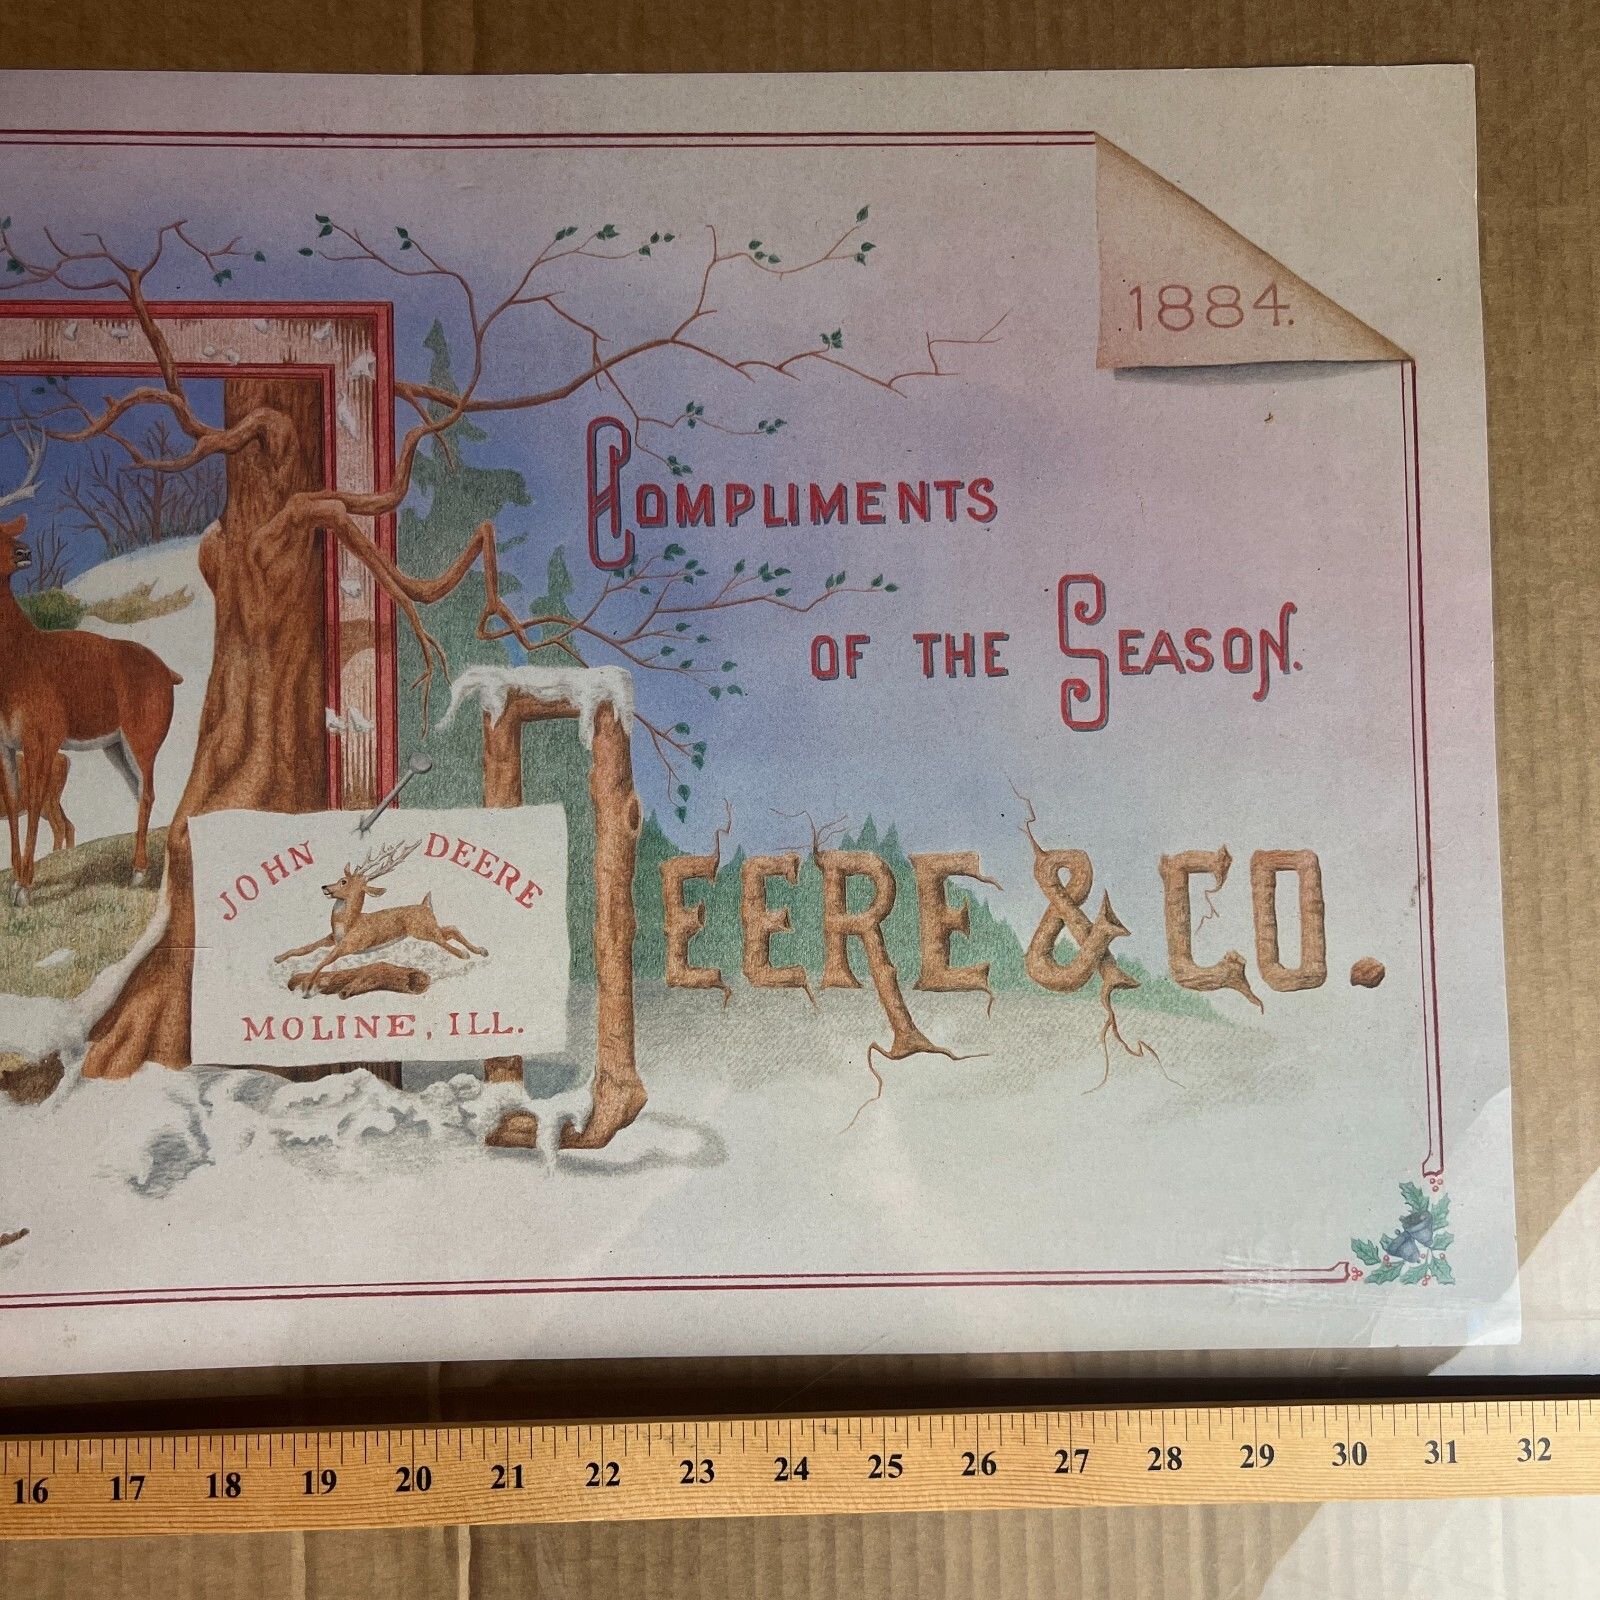 1884.
COMPLIMENTS
OF THE SEASON.
JOHN DEERE
MOLINE, ILL.
DEERE & CO.
16 17 18 19 20 21 22 23 24 25 26 27 28 29 30 31 32